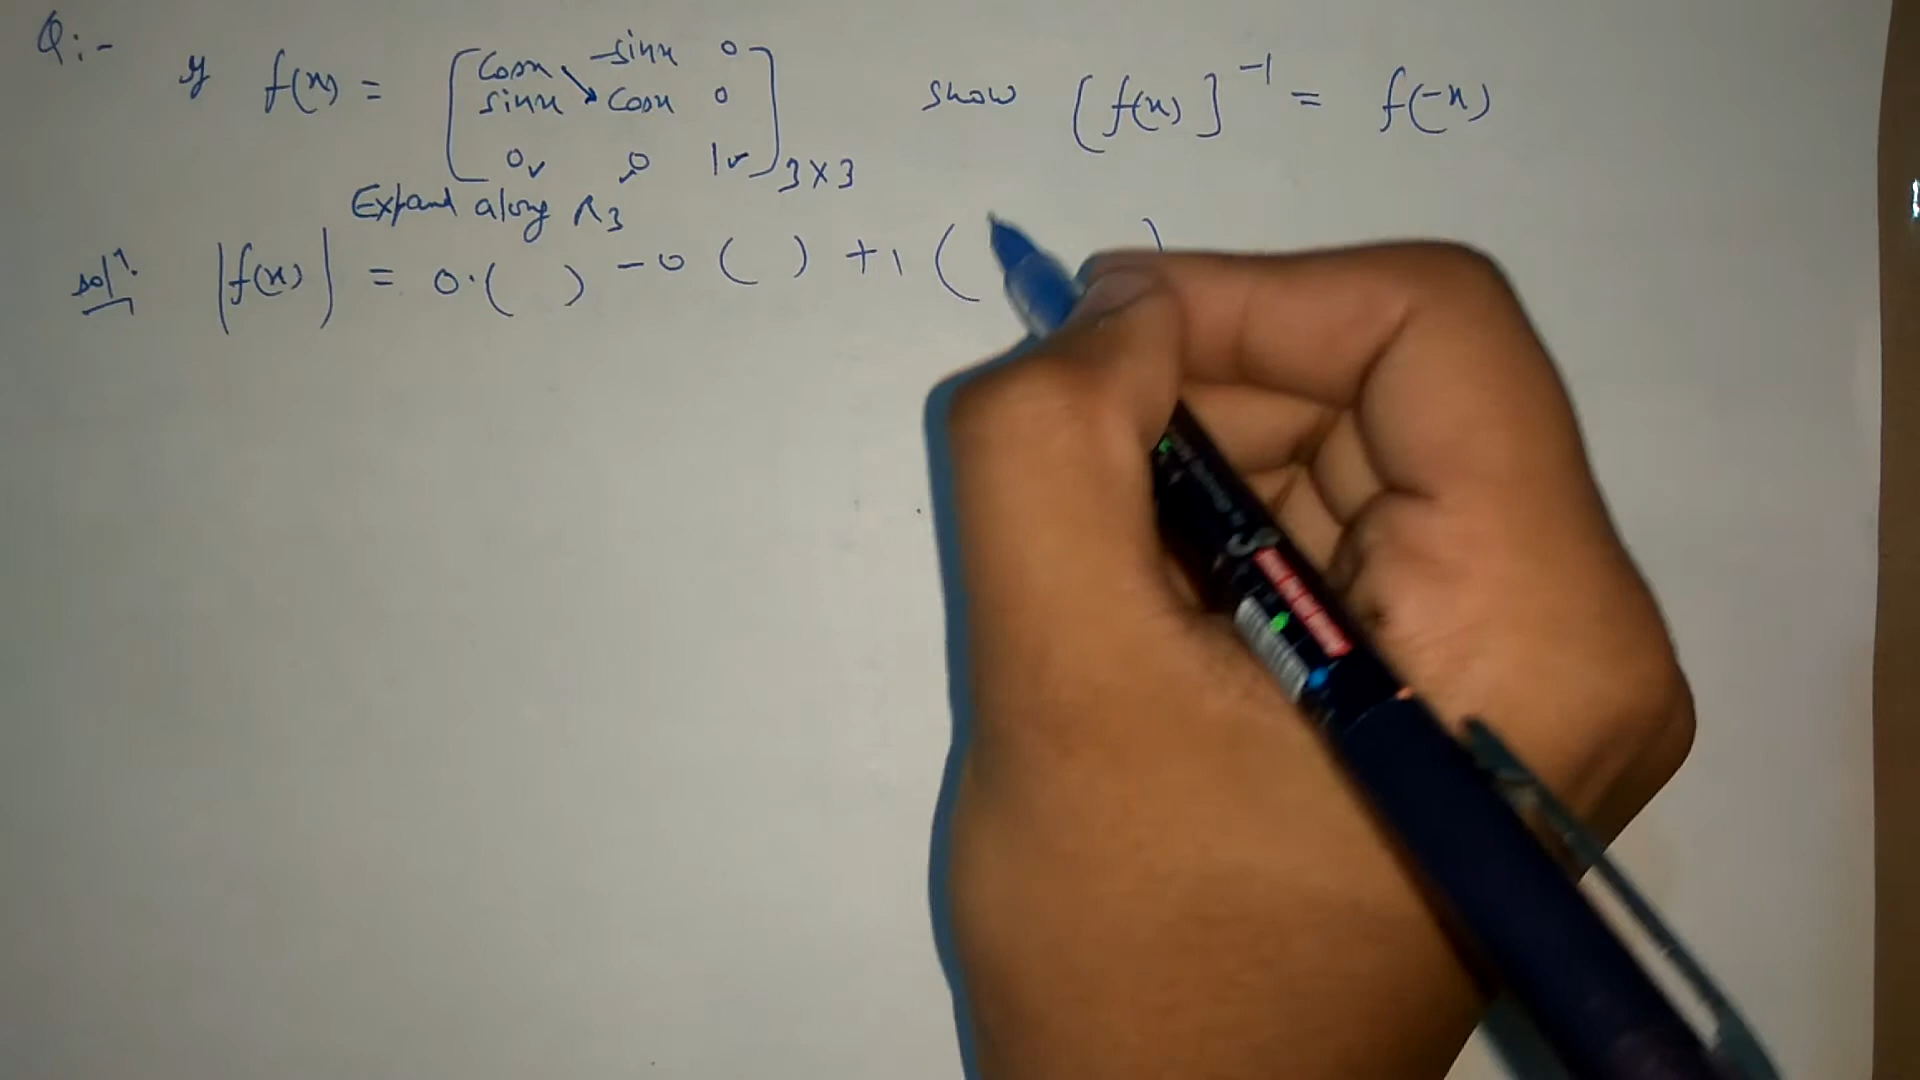 Q:-
If f(x) = [ cosx -sinx 0
sinx cosx 0
0 0 1 ]3×3 show [f(x)]^-1 = f(-x)
Expand along R3
sol^n. |f(x)| = 0·( ) -0 ( ) +1 ( )